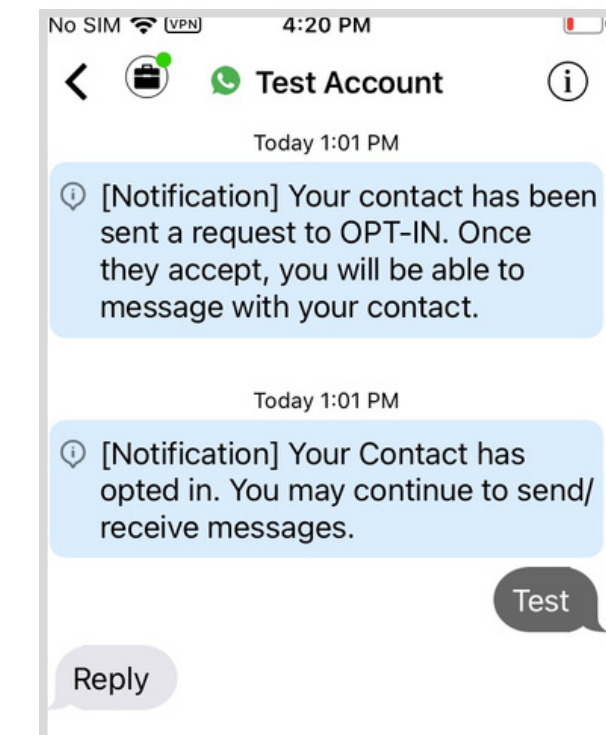 No SIM VPN 4:20 PM
Test Account
Today 1:01 PM
[Notification] Your contact has been
sent a request to OPT-IN. Once
they accept, you will be able to
message with your contact.
Today 1:01 PM
[Notification] Your Contact has
opted in. You may continue to send/
receive messages.
Test
Reply